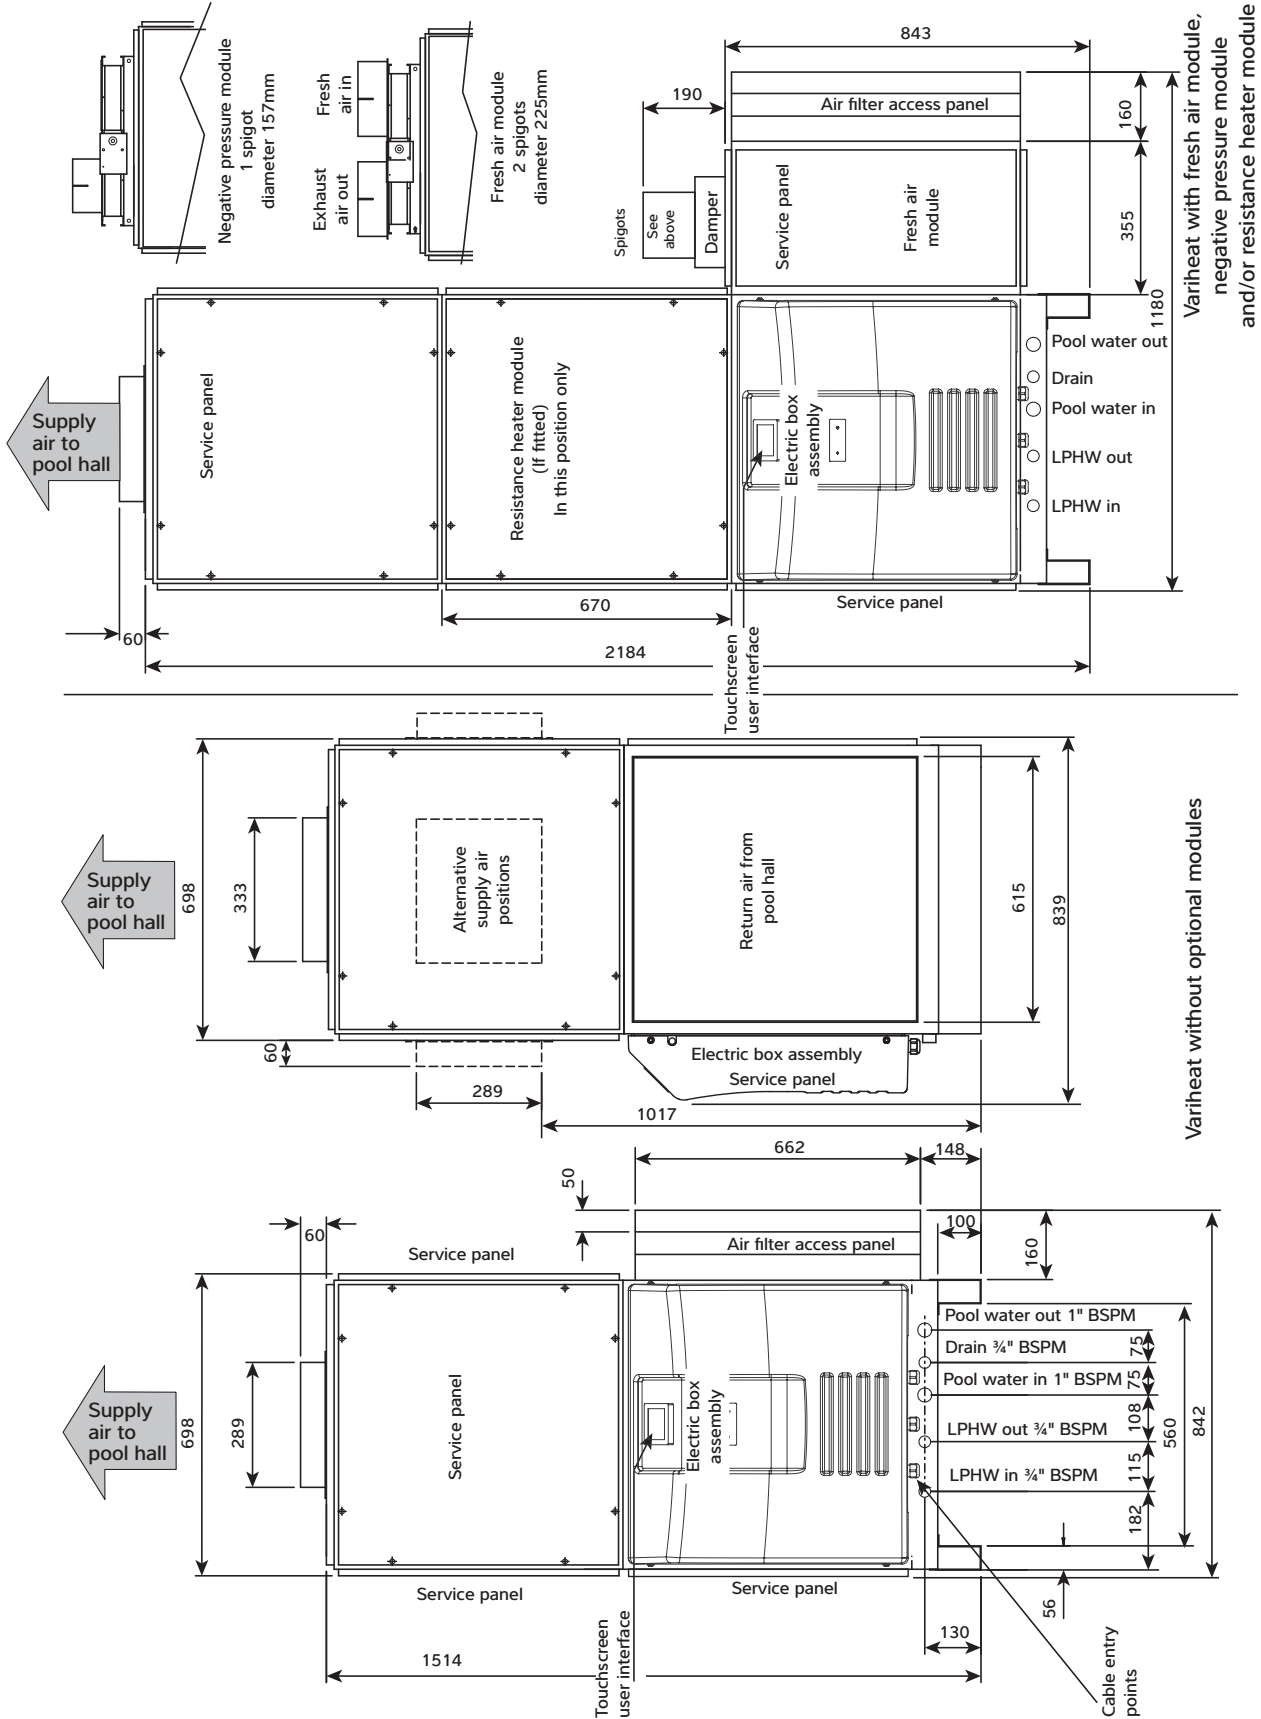 Negative pressure module
1 spigot
diameter 157mm
Exhaust
air out
Fresh
air in
Fresh air module
2 spigots
diameter 225mm
Supply
air to
pool hall
Service panel
Resistance heater module
(If fitted)
In this position only
Electric box
assembly
Spigots
See
above
Damper
190
843
Air filter access panel
160
Service panel
Fresh air
module
355
1180
Pool water out
Drain
Pool water in
LPHW out
LPHW in
Service panel
60
670
2184
Touchscreen
user interface
Variheat with fresh air module,
negative pressure module
and/or resistance heater module
Supply
air to
pool hall
698
333
Alternative
supply air
positions
Return air from
pool hall
615
839
60
289
Electric box assembly
Service panel
1017
Variheat without optional modules
Supply
air to
pool hall
698
289
60
Service panel
Service panel
Service panel
50
662
148
Air filter access panel
100
160
Electric box
assembly
Pool water out 1" BSPM
Drain ¾" BSPM
Pool water in 1" BSPM
LPHW out ¾" BSPM
LPHW in ¾" BSPM
75
75
108
115
182
560
842
Service panel
56
130
1514
Touchscreen
user interface
Cable entry
points